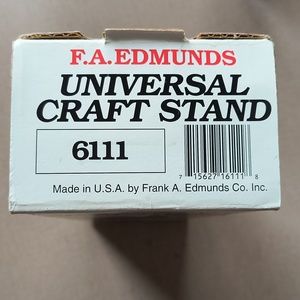 F.A.EDMUNDS
UNIVERSAL
CRAFT STAND
6111
7 15627 16111 8
Made in U.S.A. by Frank A. Edmunds Co. Inc.